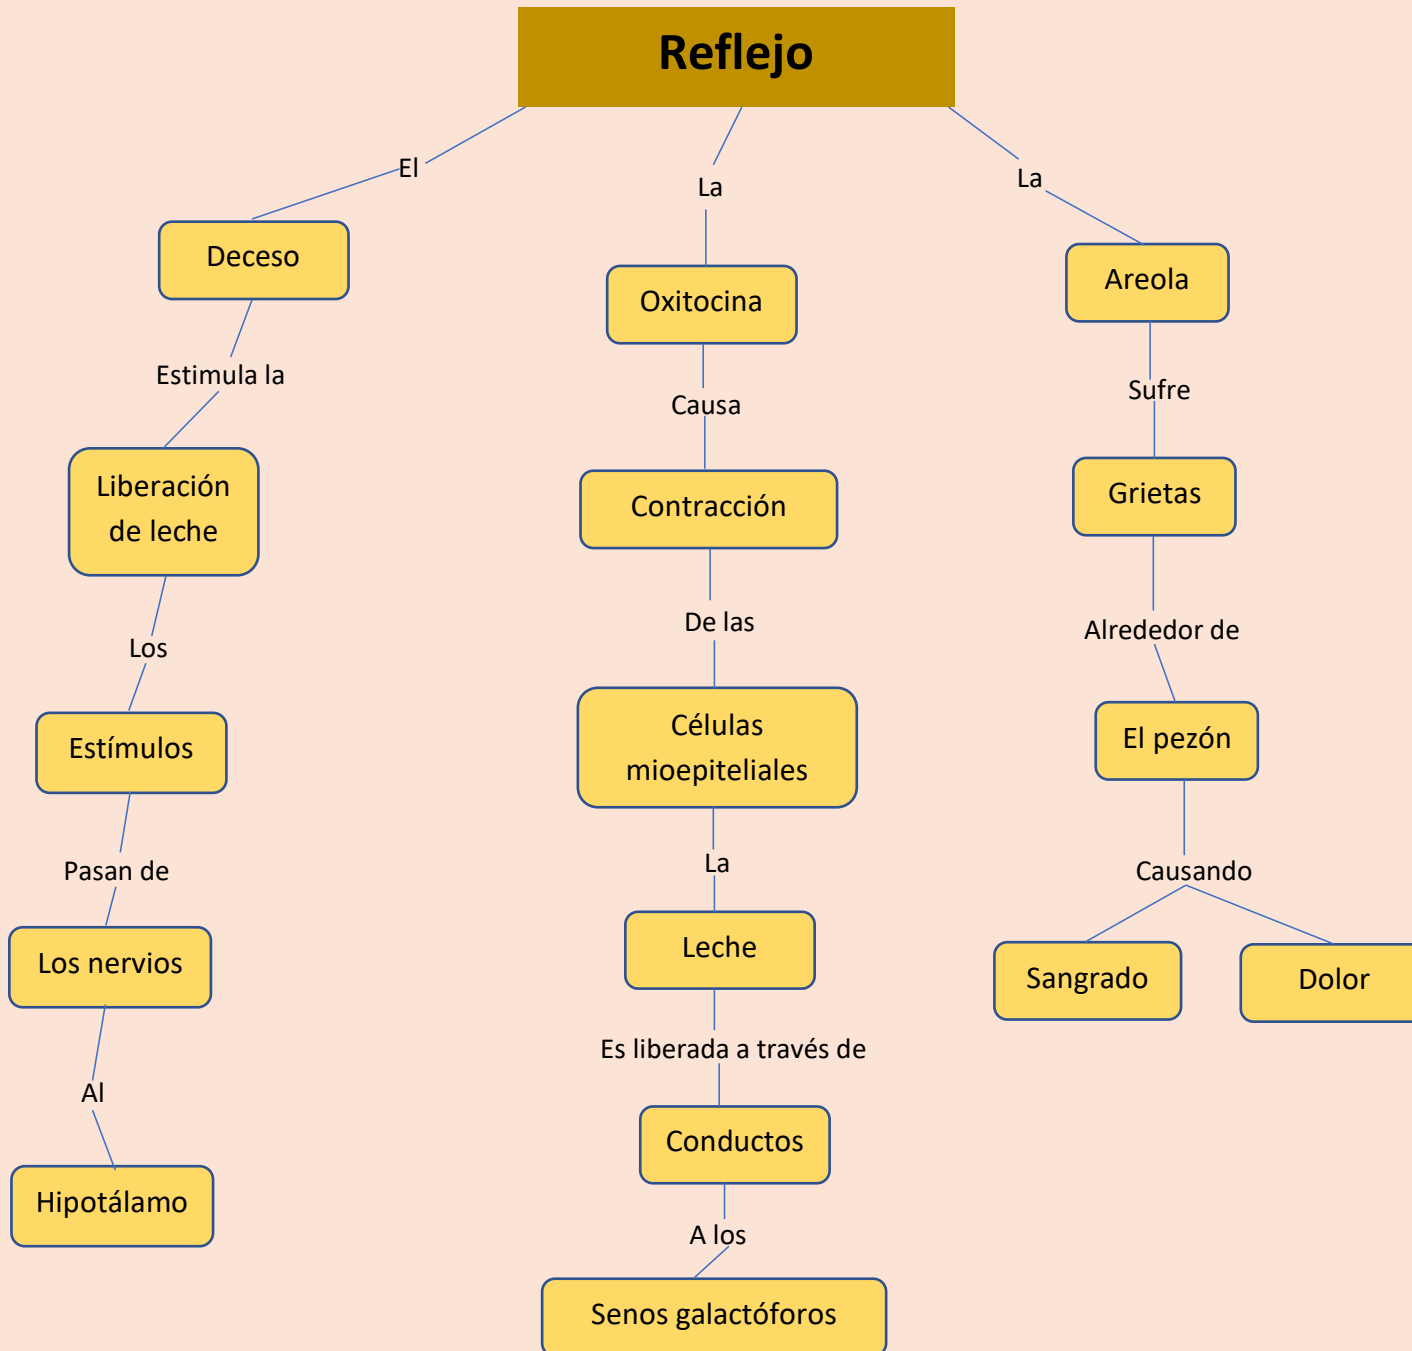 Reflejo
El
Deceso
Estimula la
Liberación
de leche
Los
Estímulos
Pasan de
Los nervios
Al
Hipotálamo
La
Oxitocina
Causa
Contracción
De las
Células
mioepiteliales
La
Leche
Es liberada a través de
Conductos
A los
Senos galactóforos
La
Areola
Sufre
Grietas
Alrededor de
El pezón
Causando
Sangrado
Dolor